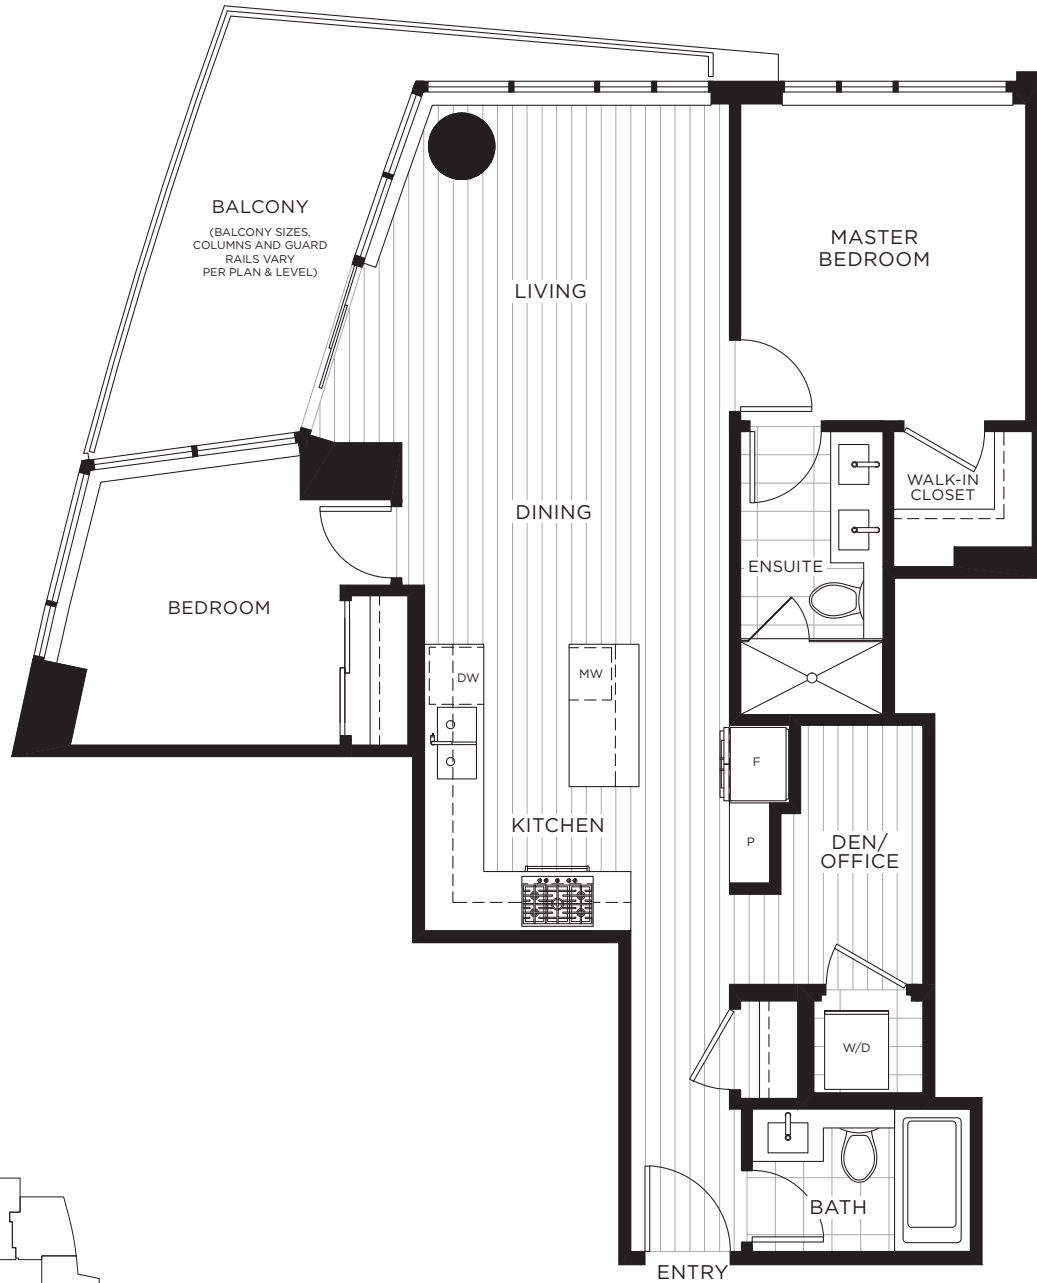 BALCONY
(BALCONY SIZES,
COLUMNS AND GUARD
RAILS VARY
PER PLAN & LEVEL)
MASTER
BEDROOM
LIVING
WALK-IN
CLOSET
DINING
ENSUITE
BEDROOM
DW
MW
F
KITCHEN
P
DEN/
OFFICE
W/D
BATH
ENTRY